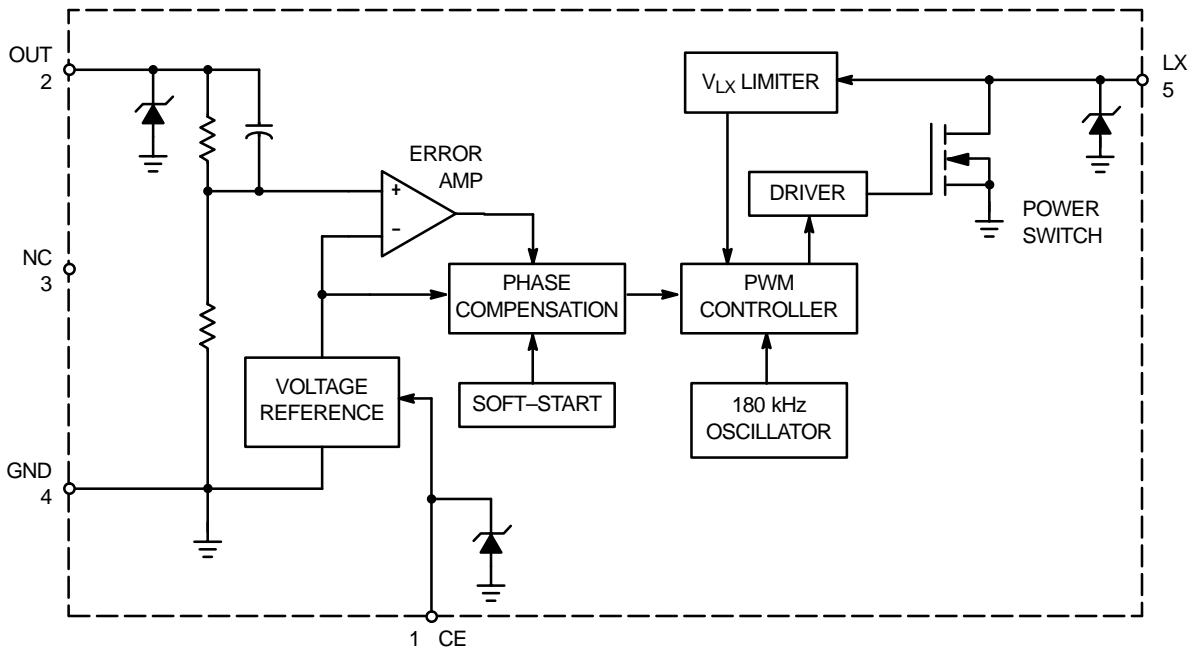 OUT
2
LX
5
VLX LIMITER
ERROR
AMP
+
–
DRIVER
POWER
SWITCH
NC
3
PHASE
COMPENSATION
PWM
CONTROLLER
VOLTAGE
REFERENCE
SOFT–START
180 kHz
OSCILLATOR
GND
4
1 CE